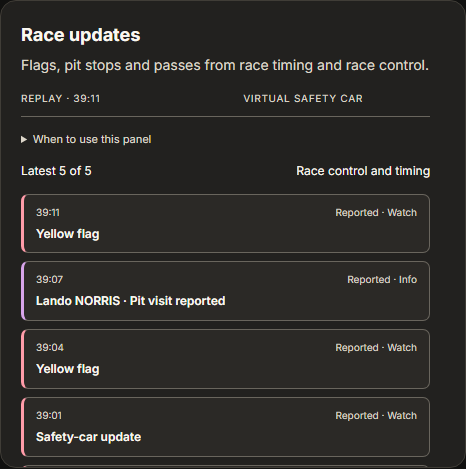 Race updates
Flags, pit stops and passes from race timing and race control.
REPLAY · 39:11 VIRTUAL SAFETY CAR
▶ When to use this panel
Latest 5 of 5 Race control and timing
39:11 Reported · Watch
Yellow flag
39:07 Reported · Info
Lando NORRIS · Pit visit reported
39:04 Reported · Watch
Yellow flag
39:01 Reported · Watch
Safety-car update